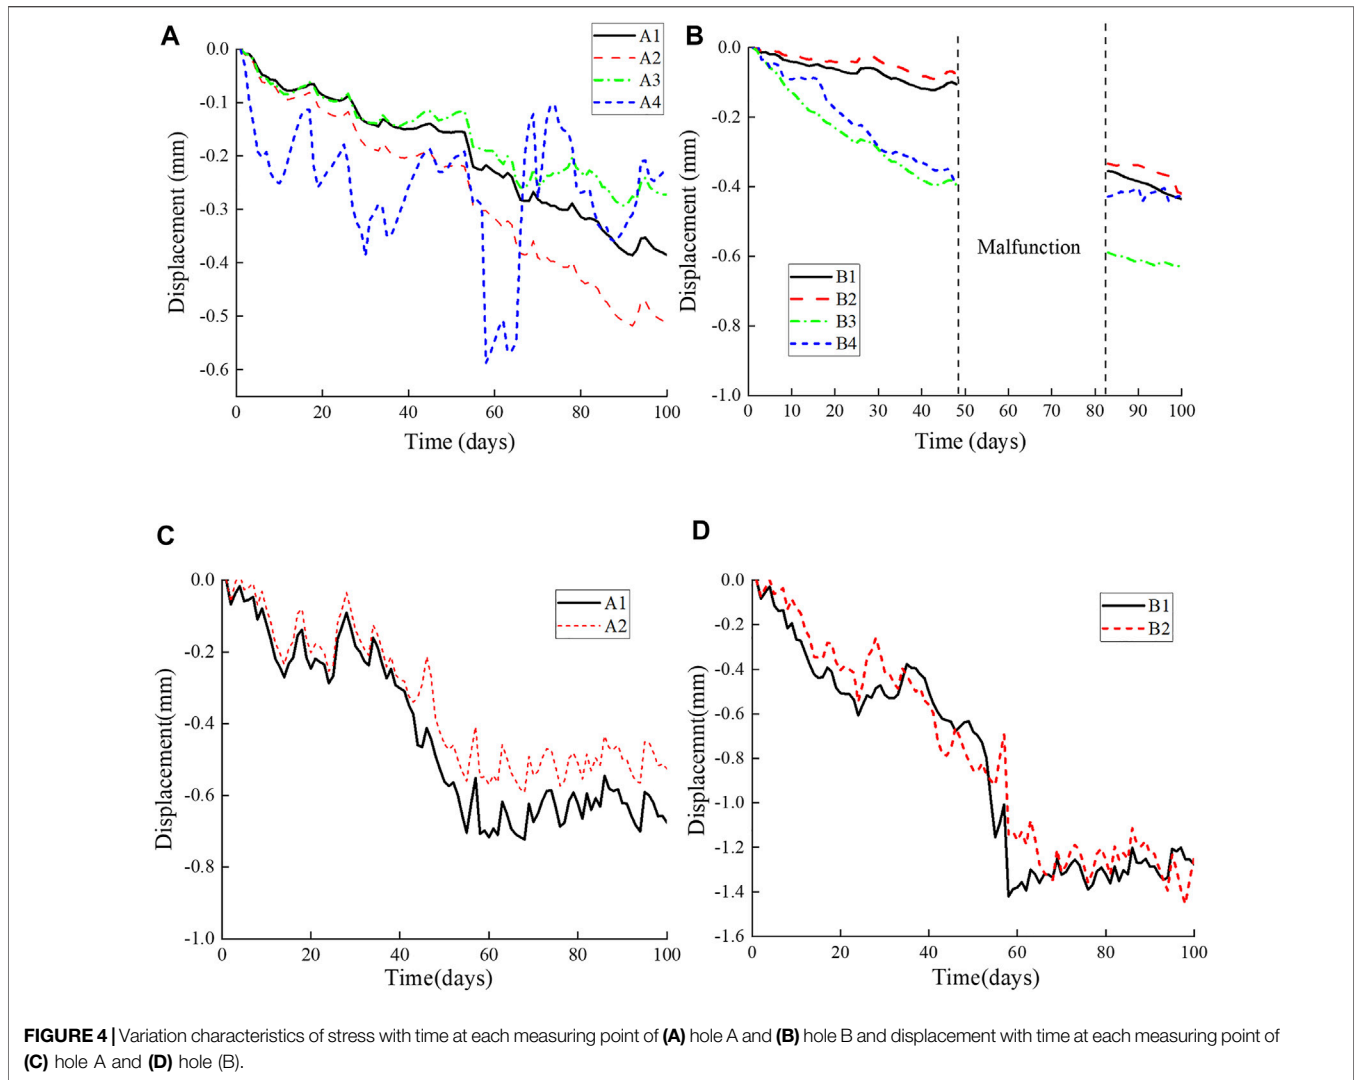 A
A1
A2
A3
A4
0.0
-0.1
-0.2
-0.3
-0.4
-0.5
-0.6
Displacement (mm)
0 20 40 60 80 100
Time (days)
B
0.0
-0.2
-0.4
-0.6
-0.8
-1.0
Displacement (mm)
Malfunction
B1
B2
B3
B4
0 10 20 30 40 50 60 70 80 90 100
Time (days)
C
A1
A2
0.0
-0.2
-0.4
-0.6
-0.8
-1.0
Displacement(mm)
0 20 40 60 80 100
Time(days)
D
B1
B2
0.0
-0.2
-0.4
-0.6
-0.8
-1.0
-1.2
-1.4
-1.6
Displacemnt(mm)
0 20 40 60 80 100
Time(days)
FIGURE 4 | Variation characteristics of stress with time at each measuring point of (A) hole A and (B) hole B and displacement with time at each measuring point of
(C) hole A and (D) hole (B).